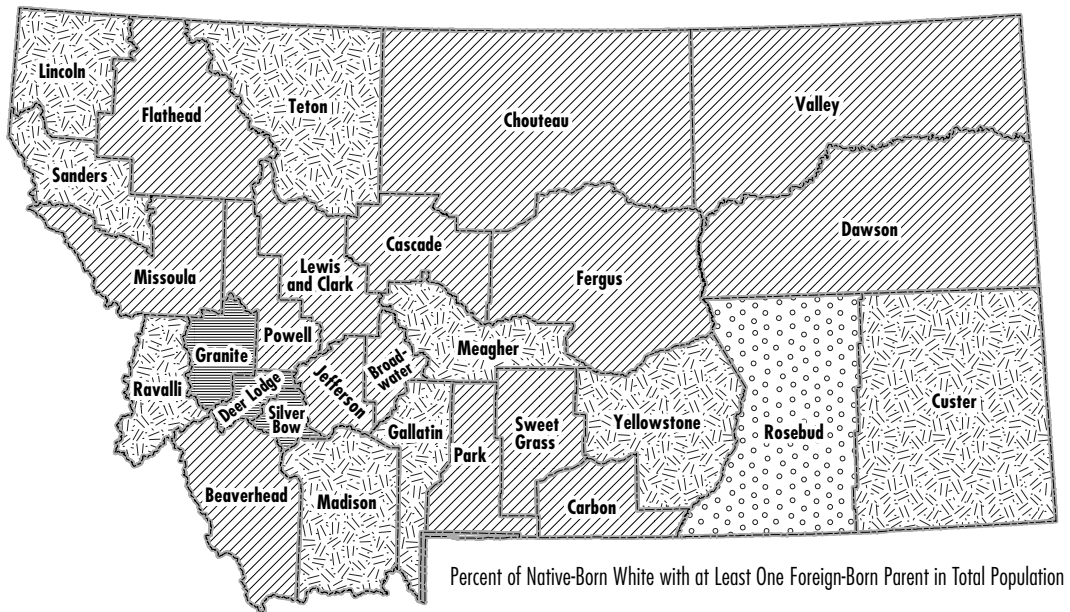 Lincoln
Flathead
Teton
Chouteau
Valley
Sanders
Missoula
Lewis
and Clark
Cascade
Fergus
Dawson
Granite
Powell
Ravalli
Deer Lodge
Silver
Bow
Jefferson
Broad-
water
Meagher
Gallatin
Park
Sweet
Grass
Yellowstone
Rosebud
Custer
Beaverhead
Madison
Carbon
Percent of Native-Born White with at Least One Foreign-Born Parent in Total Population